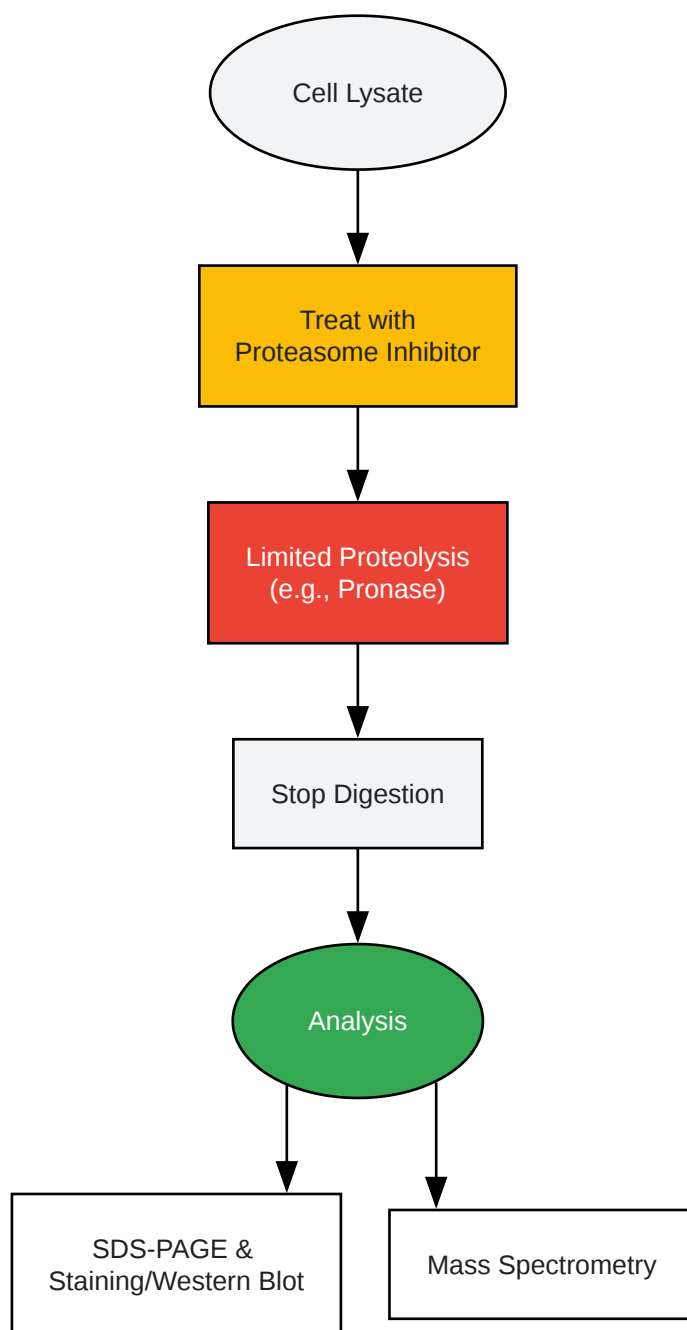 Cell Lysate
Treat with
Proteasome Inhibitor
Limited Proteolysis
(e.g., Pronase)
Stop Digestion
Analysis
SDS-PAGE &
Staining/Western Blot
Mass Spectrometry